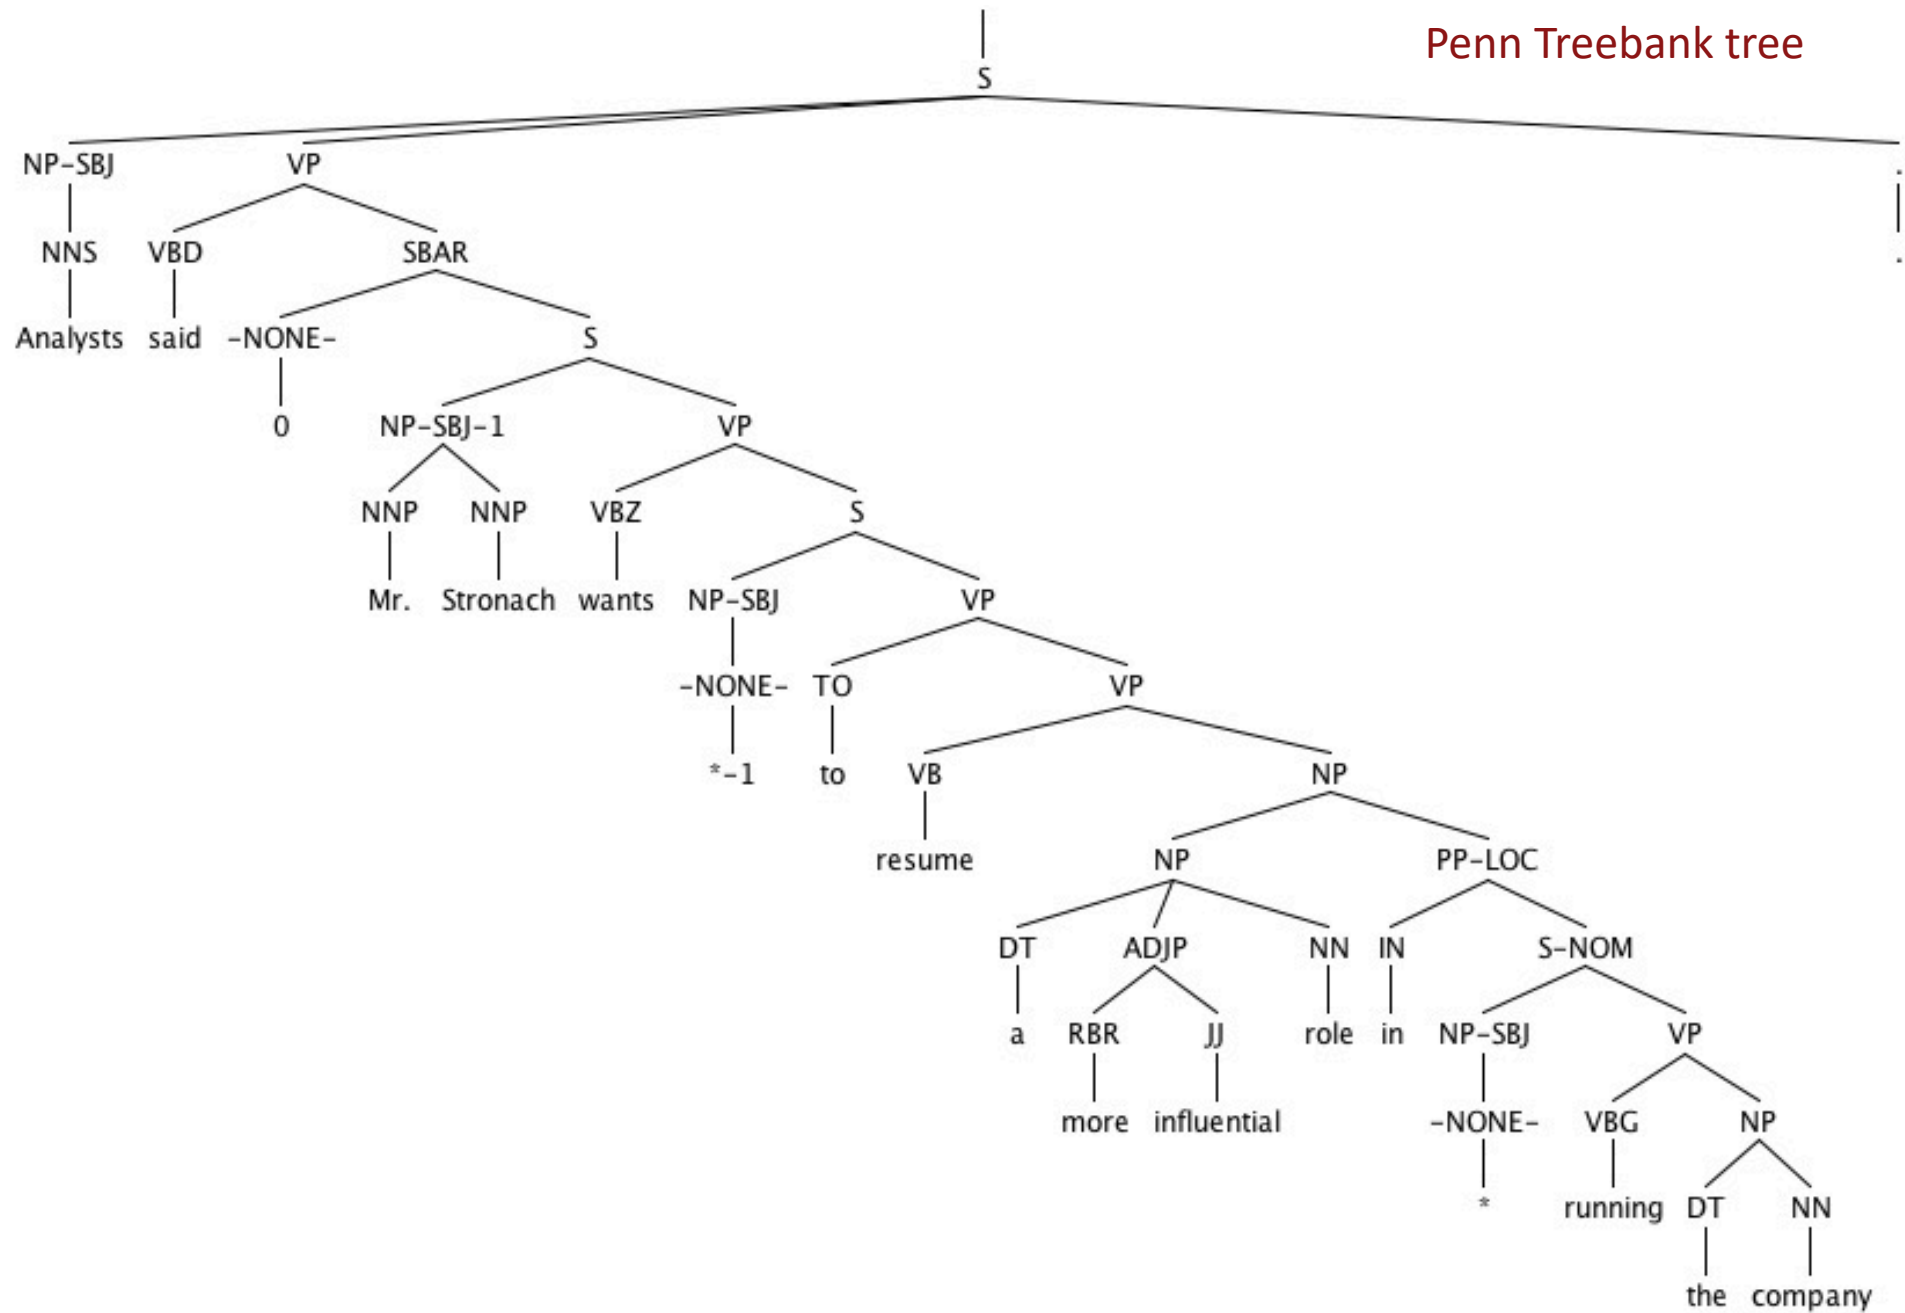 Penn Treebank tree
S
NP-SBJ VP .
NNS VBD SBAR .
Analysts said -NONE- S
0 NP-SBJ-1 VP
NNP NNP VBZ S
Mr. Stronach wants NP-SBJ VP
-NONE- TO VP
*-1 to VB NP
resume NP PP-LOC
DT ADJP NN IN S-NOM
a RBR JJ role in NP-SBJ VP
more influential -NONE- VBG NP
* running DT NN
the company